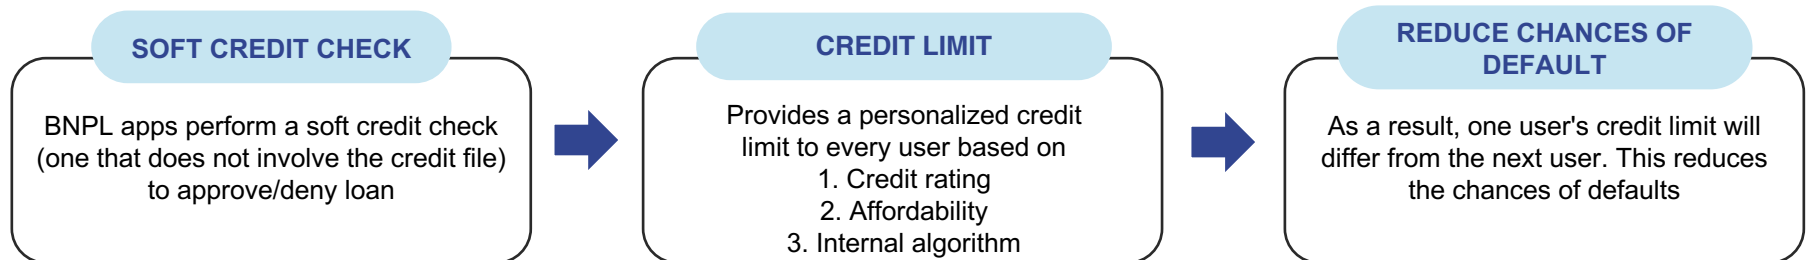 SOFT CREDIT CHECK
BNPL apps perform a soft credit check
(one that does not involve the credit file)
to approve/deny loan
CREDIT LIMIT
Provides a personalized credit
limit to every user based on
1. Credit rating
2. Affordability
3. Internal algorithm
REDUCE CHANCES OF
DEFAULT
As a result, one user's credit limit will
differ from the next user. This reduces
the chances of defaults